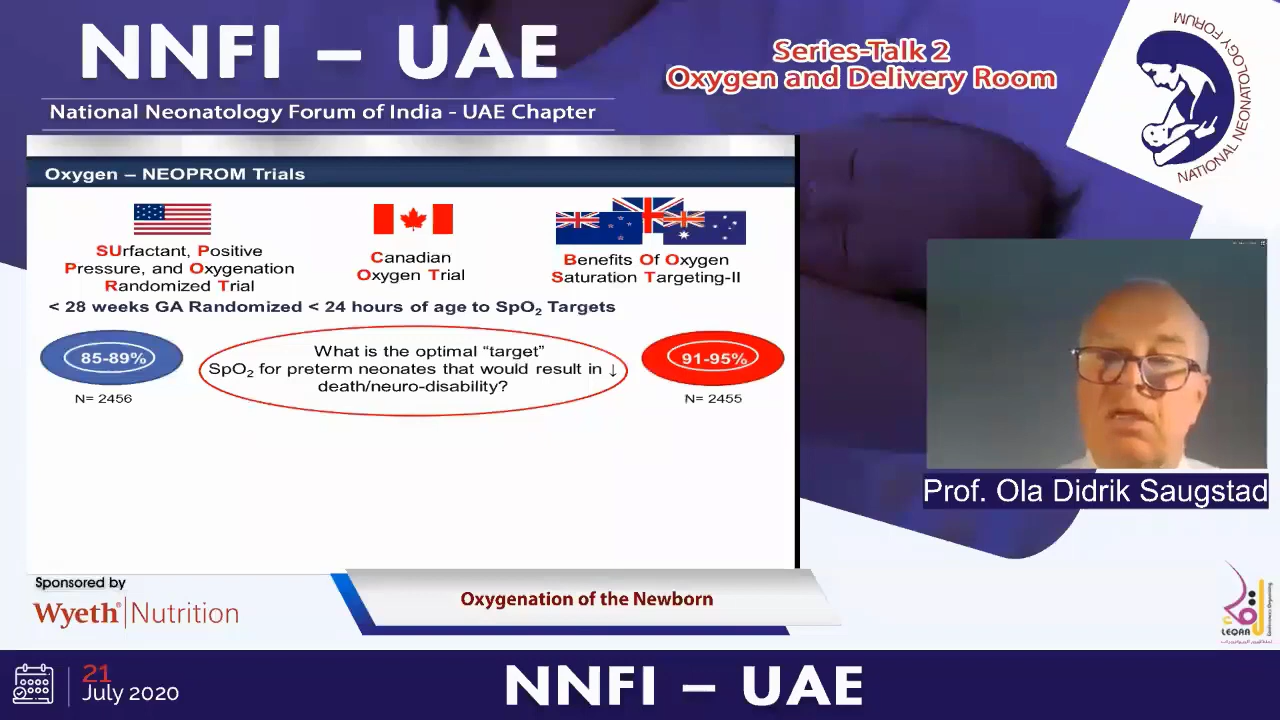 NNFI – UAE
National Neonatology Forum of India - UAE Chapter
Series-Talk 2
Oxygen and Delivery Room
NATIONAL NEONATOLOGY FORUM
Oxygen – NEOPROM Trials
SUrfactant, Positive
Pressure, and Oxygenation
Randomized Trial
Canadian
Oxygen Trial
Benefits Of Oxygen
Saturation Targeting-II
< 28 weeks GA Randomized < 24 hours of age to SpO₂ Targets
85-89%
N= 2456
What is the optimal “target”
SpO₂ for preterm neonates that would result in ↓
death/neuro-disability?
91-95%
N= 2455
Prof. Ola Didrik Saugstad
Sponsored by
Wyeth® Nutrition
Oxygenation of the Newborn
LEQAA
21
July 2020
NNFI – UAE